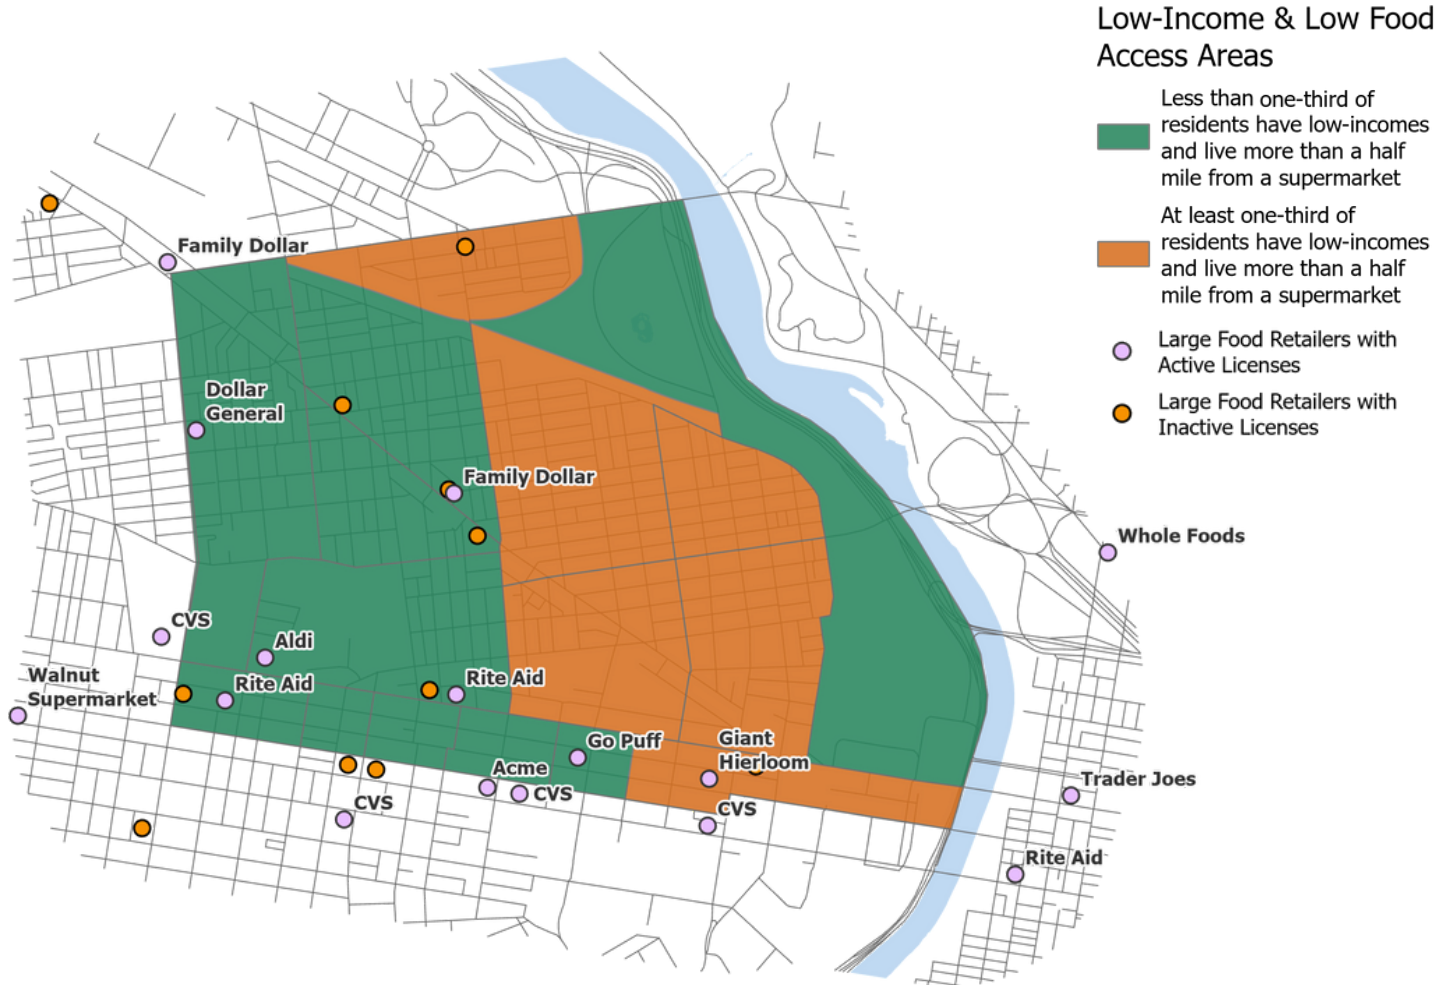 Low-Income & Low Food
Access Areas
Less than one-third of
residents have low-incomes
and live more than a half
mile from a supermarket
At least one-third of
residents have low-incomes
and live more than a half
mile from a supermarket
Large Food Retailers with
Active Licenses
Large Food Retailers with
Inactive Licenses
Family Dollar
Dollar
General
Family Dollar
Whole Foods
CVS
Aldi
Walnut
Supermarket
Rite Aid
Rite Aid
Go Puff
Giant
Hierloom
Acme
CVS
Trader Joes
CVS
CVS
Rite Aid